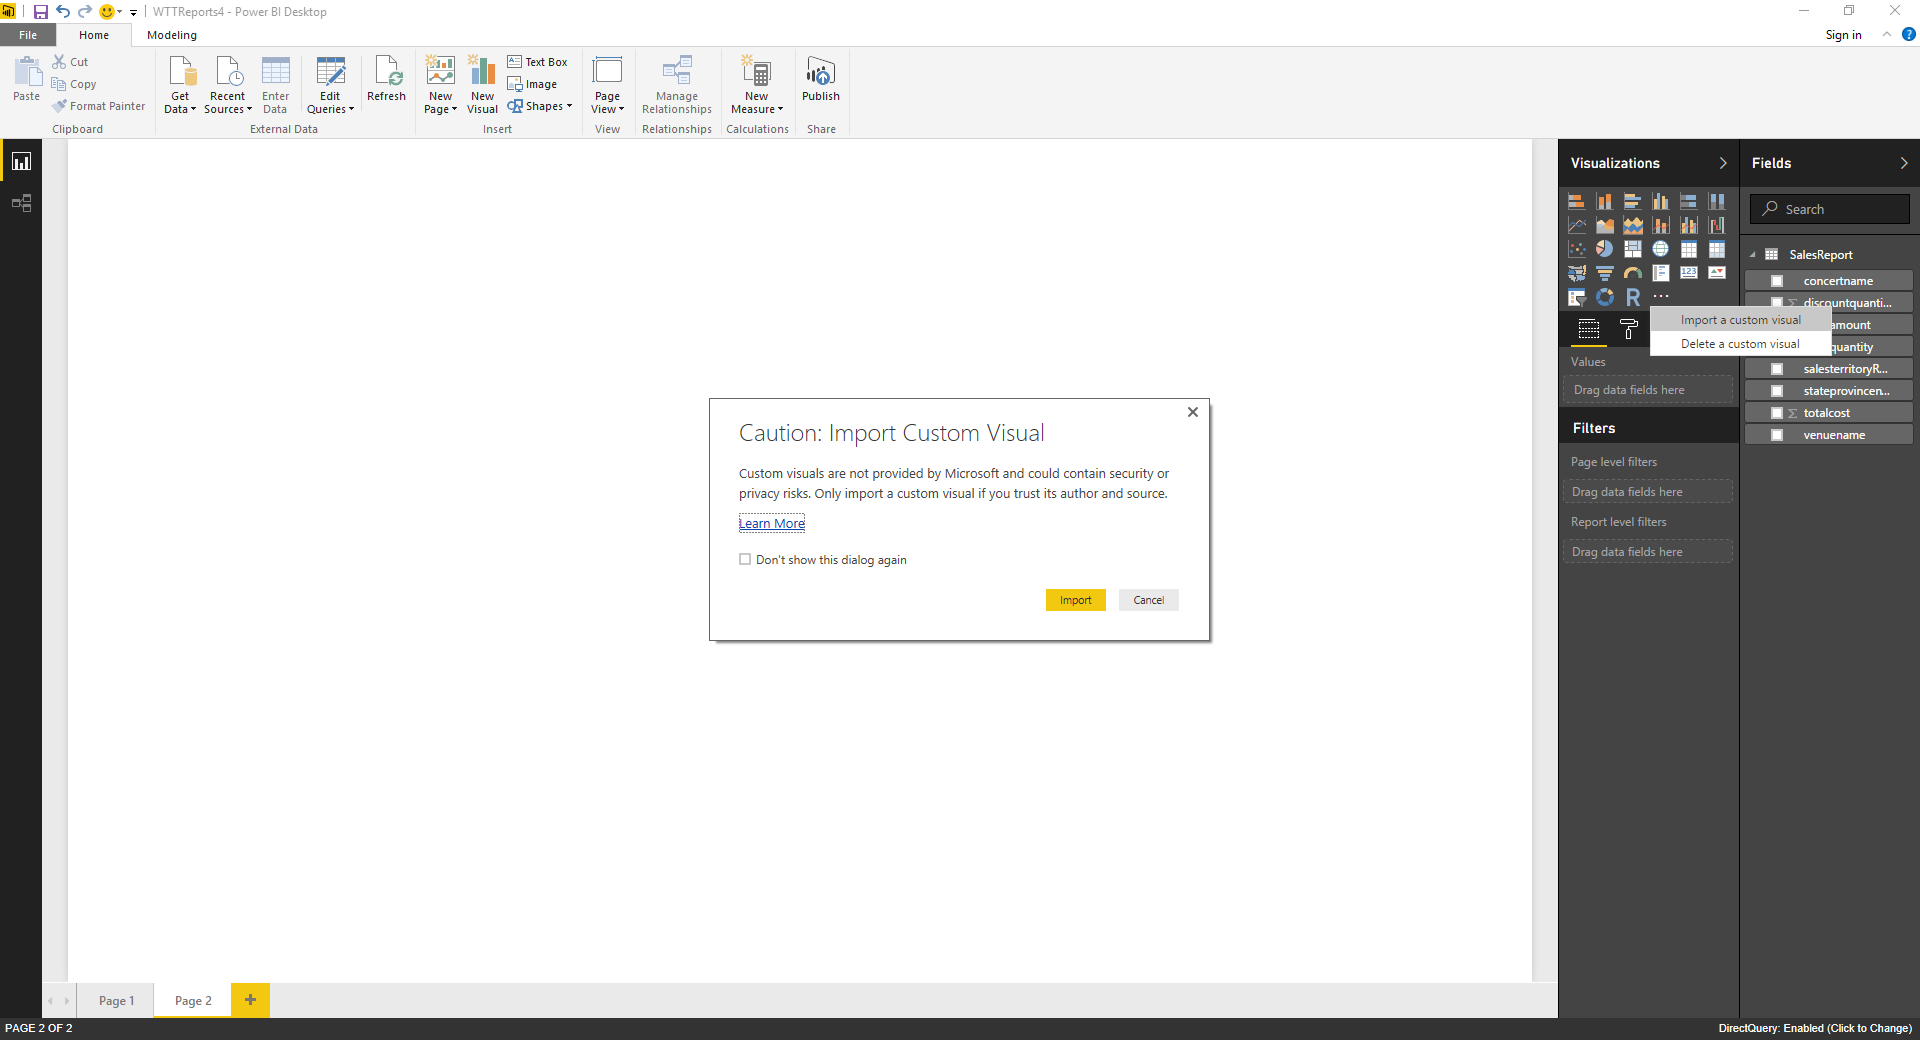 WTTReports4 - Power BI Desktop
File
Home
Modeling
Sign in
?
Paste
Cut
Copy
Format Painter
Clipboard
Get
Data
Recent
Sources
Enter
Data
Edit
Queries
External Data
Refresh
New
Page
New
Visual
Text Box
Image
Shapes
Insert
Page
View
View
Manage
Relationships
Relationships
New
Measure
Calculations
Publish
Share
Visualizations
Fields
Search
SalesReport
concertname
discountquanti...
amount
quantity
salesterritoryR...
stateprovincen...
Σ totalcost
venuename
123
R
...
Import a custom visual
Delete a custom visual
Values
Drag data fields here
Filters
Page level filters
Drag data fields here
Report level filters
Drag data fields here
Caution: Import Custom Visual
Custom visuals are not provided by Microsoft and could contain security or
privacy risks. Only import a custom visual if you trust its author and source.
Learn More
Don't show this dialog again
Import
Cancel
Page 1
Page 2
+
PAGE 2 OF 2
DirectQuery: Enabled (Click to Change)